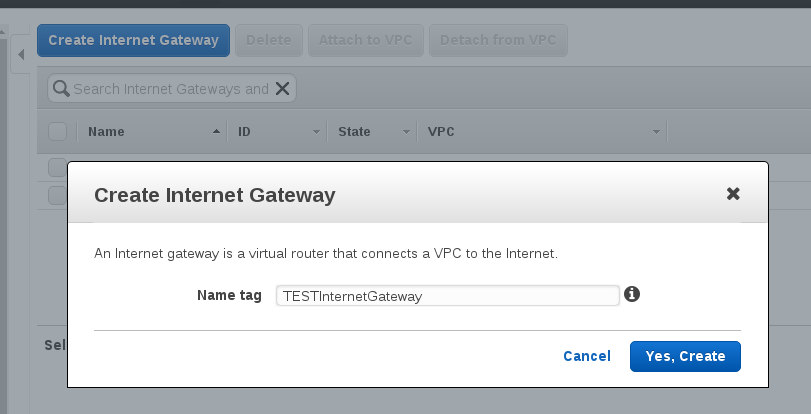 Create Internet Gateway Delete Attach to VPC Detach from VPC
Search Internet Gateways and
Name ID State VPC
Create Internet Gateway
An Internet gateway is a virtual router that connects a VPC to the Internet.
Name tag TESTInternetGateway
Sel
Cancel Yes, Create